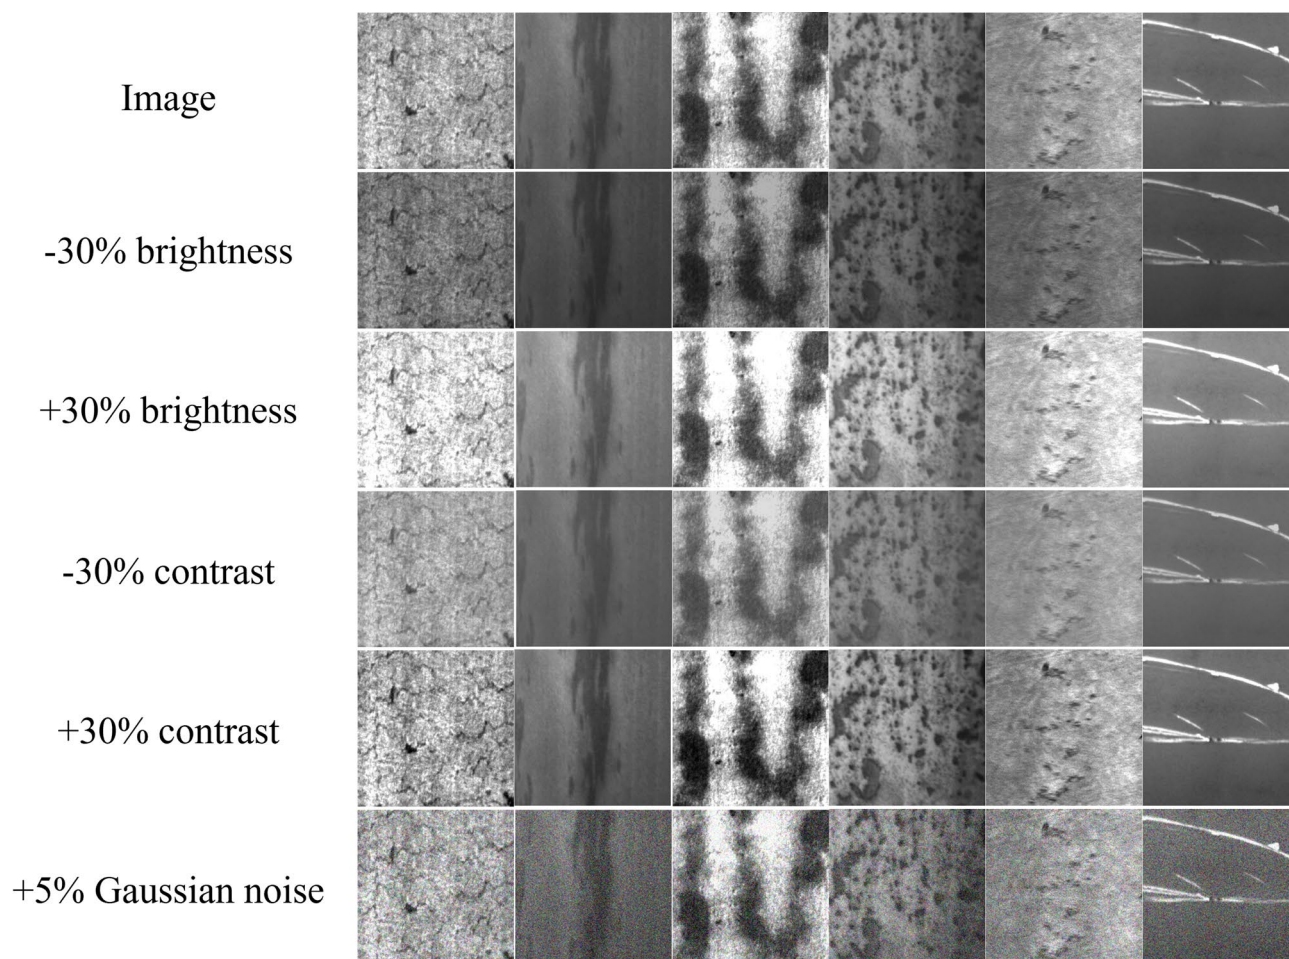 Image
-30% brightness
+30% brightness
-30% contrast
+30% contrast
+5% Gaussian noise